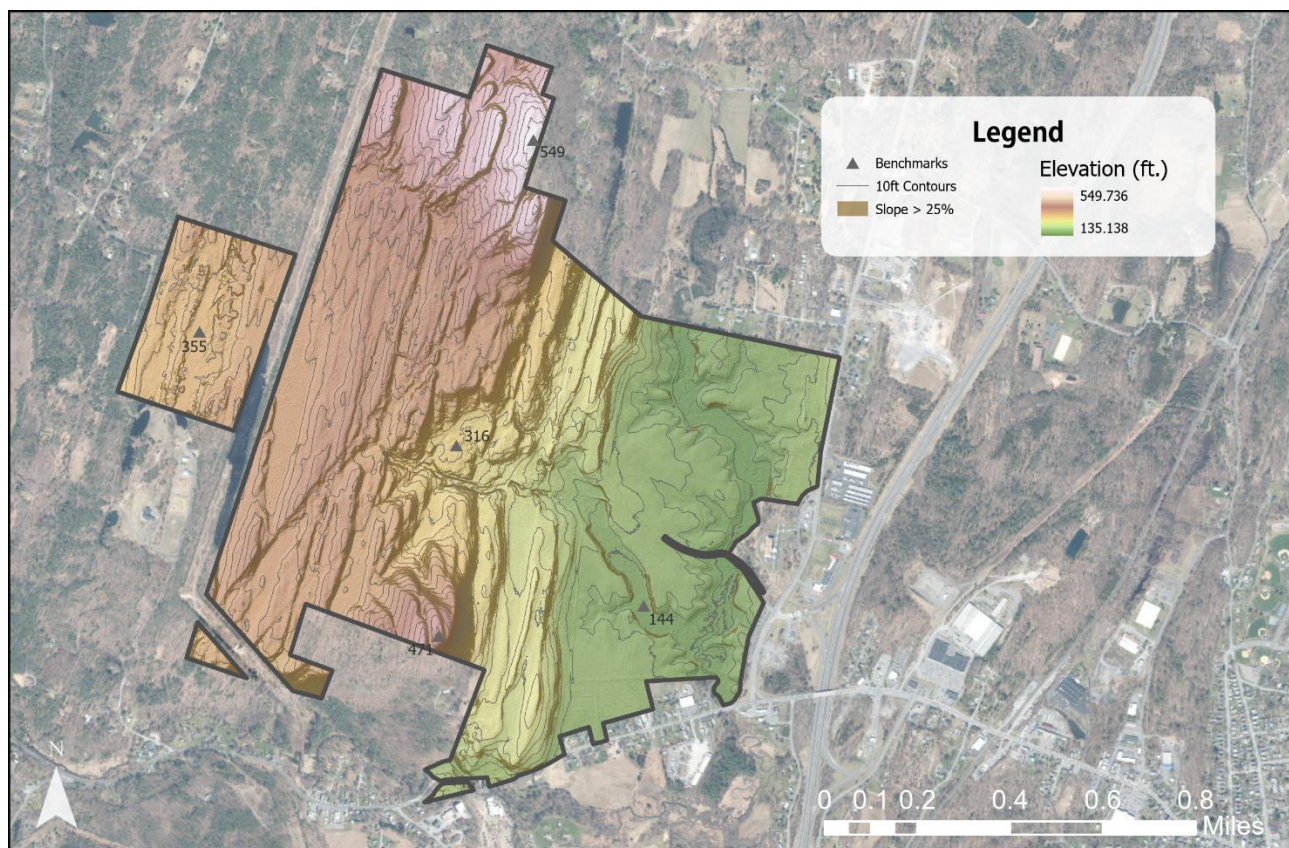 Legend
Benchmarks
10ft Contours
Slope > 25%
Elevation (ft.)
549.736
135.138
549
355
316
144
471
N
0 0.1 0.2 0.4 0.6 0.8
Miles